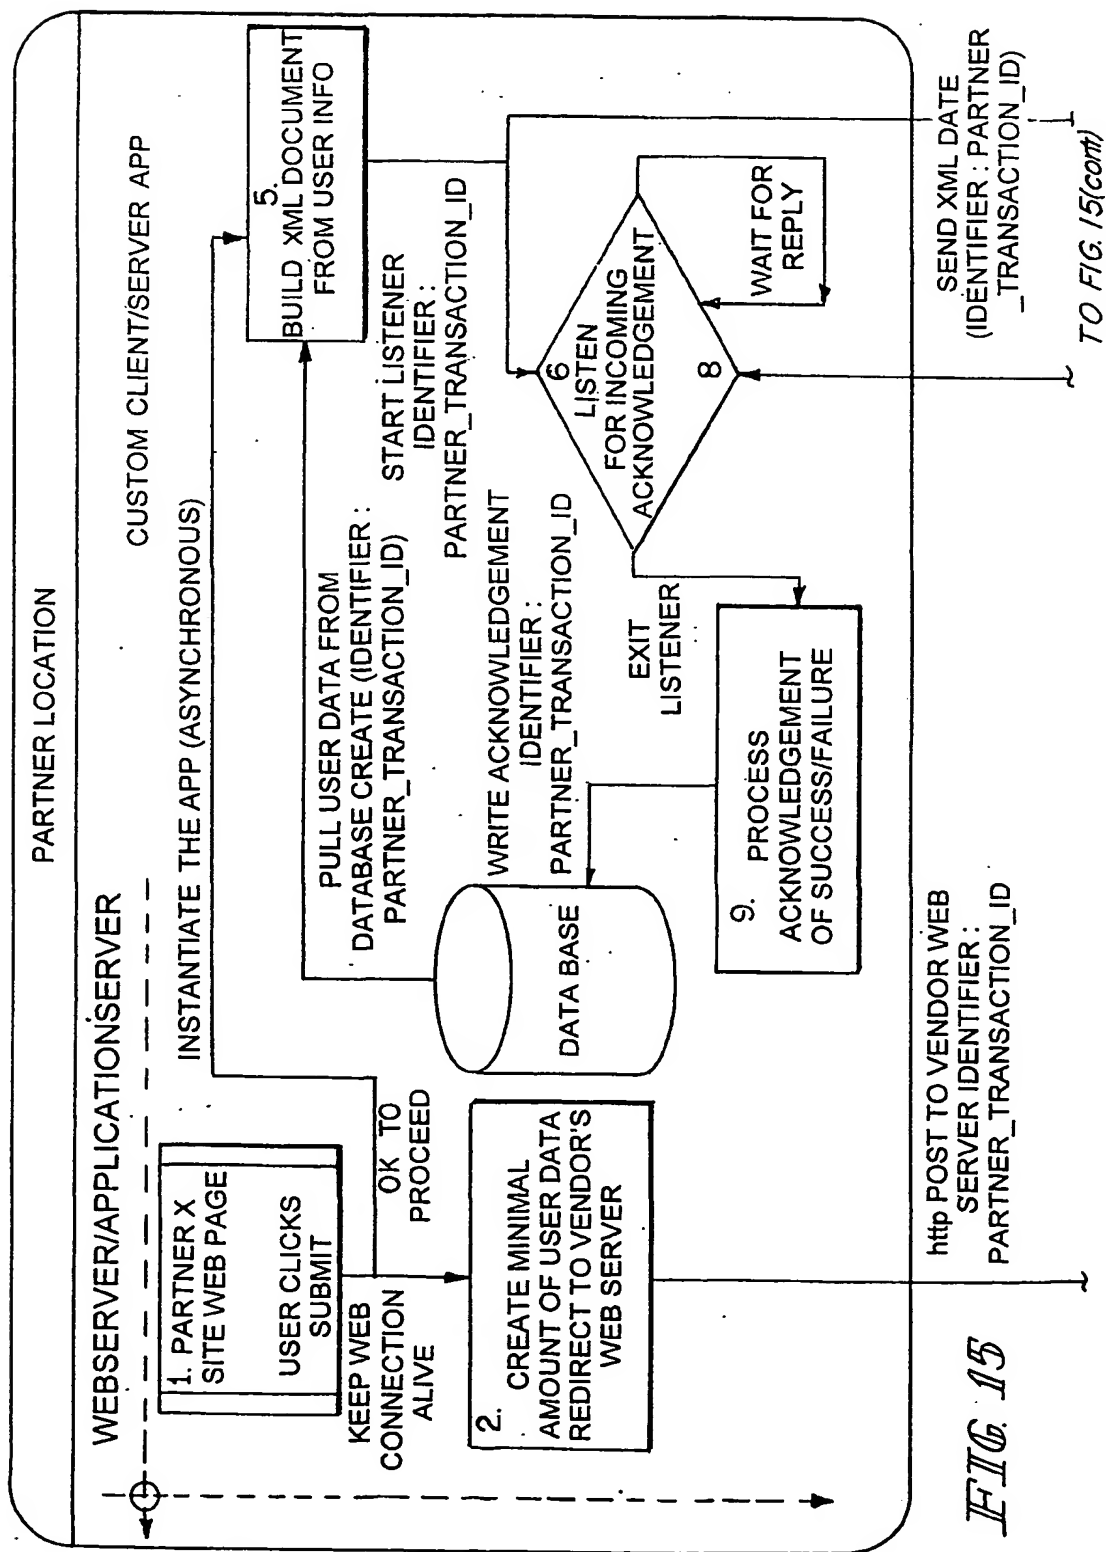 PARTNER LOCATION
WEBSERVER/APPLICATIONSERVER
CUSTOM CLIENT/SERVER APP
INSTANTIATE THE APP (ASYNCHRONOUS)
1. PARTNER X
SITE WEB PAGE
USER CLICKS
SUBMIT
KEEP WEB
CONNECTION
ALIVE
OK TO
PROCEED
2.
CREATE MINIMAL
AMOUNT OF USER DATA
REDIRECT TO VENDOR'S
WEB SERVER
PULL USER DATA FROM
DATABASE CREATE (IDENTIFIER :
PARTNER_TRANSACTION_ID)
5.
BUILD XML DOCUMENT
FROM USER INFO
START LISTENER
IDENTIFIER :
PARTNER_TRANSACTION_ID
DATA BASE
WRITE ACKNOWLEDGEMENT
IDENTIFIER :
PARTNER_TRANSACTION_ID
6
LISTEN
FOR INCOMING
ACKNOWLEDGEMENT
8
WAIT FOR
REPLY
EXIT
LISTENER
9. PROCESS
ACKNOWLEDGEMENT
OF SUCCESS/FAILURE
http POST TO VENDOR WEB
SERVER IDENTIFIER :
PARTNER_TRANSACTION_ID
SEND XML DATE
(IDENTIFIER : PARTNER
_TRANSACTION_ID)
TO FIG. 15(cont)
FIG. 15